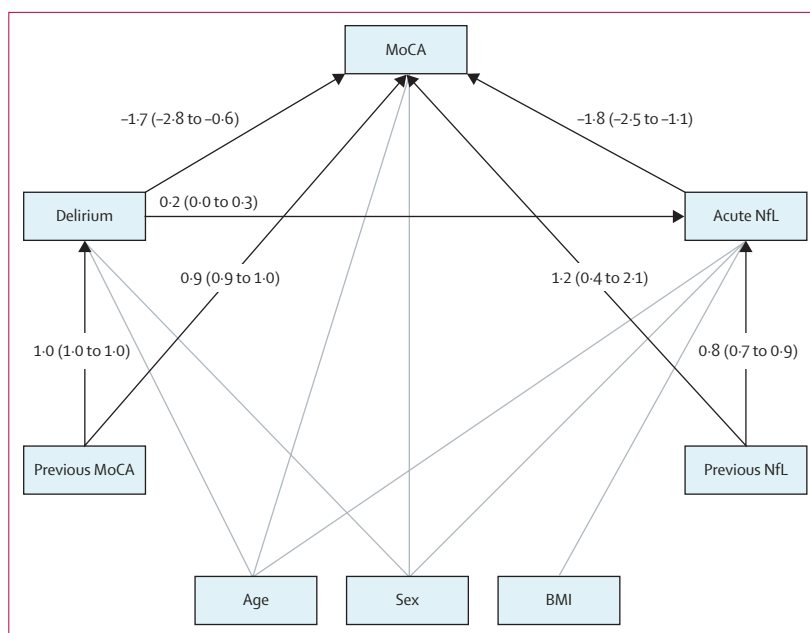 MoCA
–1·7 (–2·8 to –0·6)
–1·8 (–2·5 to –1·1)
Delirium
0·2 (0·0 to 0·3)
Acute NfL
0·9 (0·9 to 1·0)
1·2 (0·4 to 2·1)
1·0 (1·0 to 1·0)
0·8 (0·7 to 0·9)
Previous MoCA
Previous NfL
Age
Sex
BMI